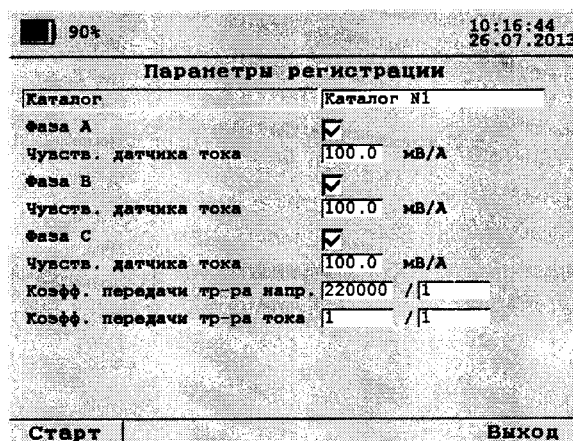 90% 10:16:44
26.07.2013
Параметры регистрации
Каталог Каталог N1
Фаза A
Чувств. датчика тока 100.0 мВ/А
Фаза B
Чувств. датчика тока 100.0 мВ/А
Фаза C
Чувств. датчика тока 100.0 мВ/А
Коэфф. передачи тр-ра напр. 220000 / 1
Коэфф. передачи тр-ра тока 1 / 1
Старт Выход